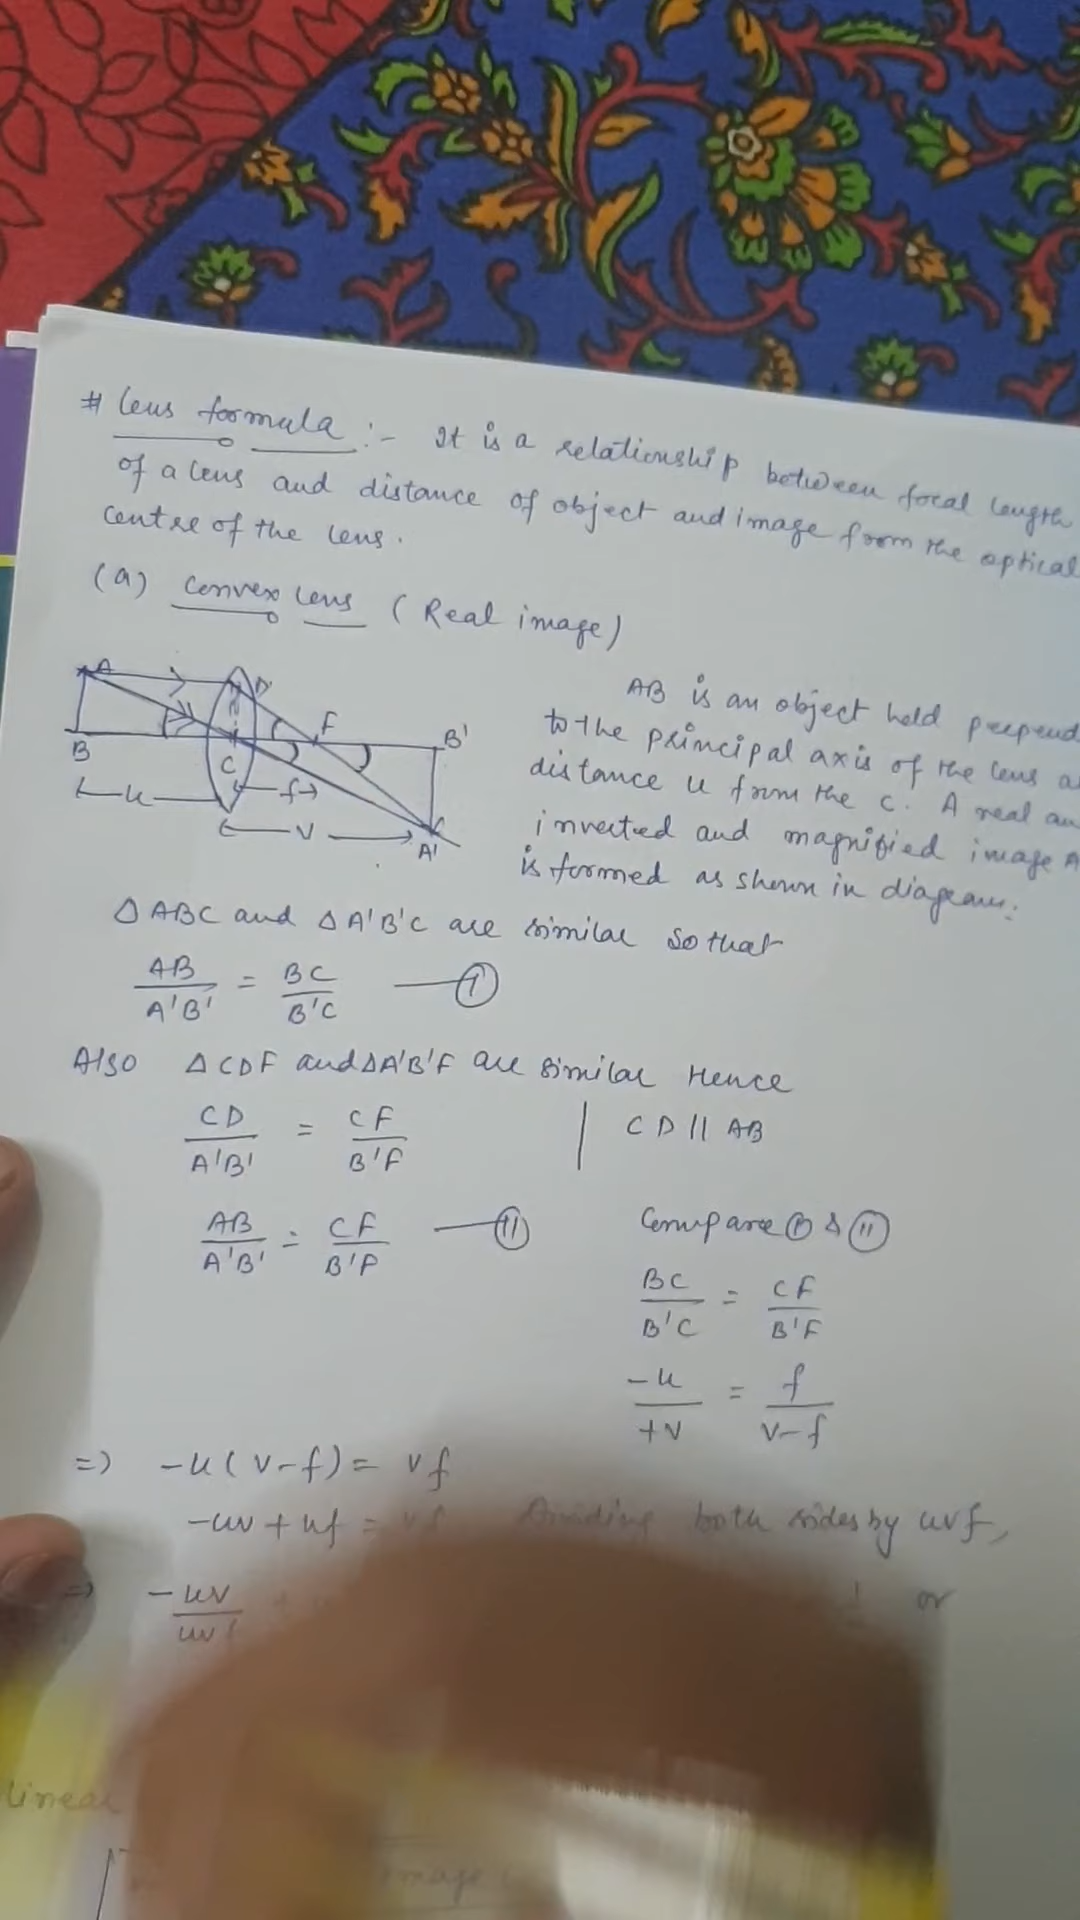 # Lens formula :- It is a relationship between focal length
of a lens and distance of object and image from the optical
centre of the lens.
(a) Convex lens ( Real image)
A
D
F
B'
B
C
u
f
v
A'
AB is an object held perpend
to the principal axis of the lens a
distance u from the C. A real an
inverted and magnified image A
is formed as shown in diagram.
Δ ABC and Δ A'B'C are similar so that
AB/A'B' = BC/B'C — (I)
Also Δ CDF and Δ A'B'F are similar Hence
CD/A'B' = CF/B'F | CD || AB
AB/A'B' = CF/B'F — (II)
Compare (I) & (II)
BC/B'C = CF/B'F
-u/+v = f/v-f
=) -u(v-f) = vf
-uv + uf = vf Dividing both sides by uvf,
=) -uv/uvf or
linear
image